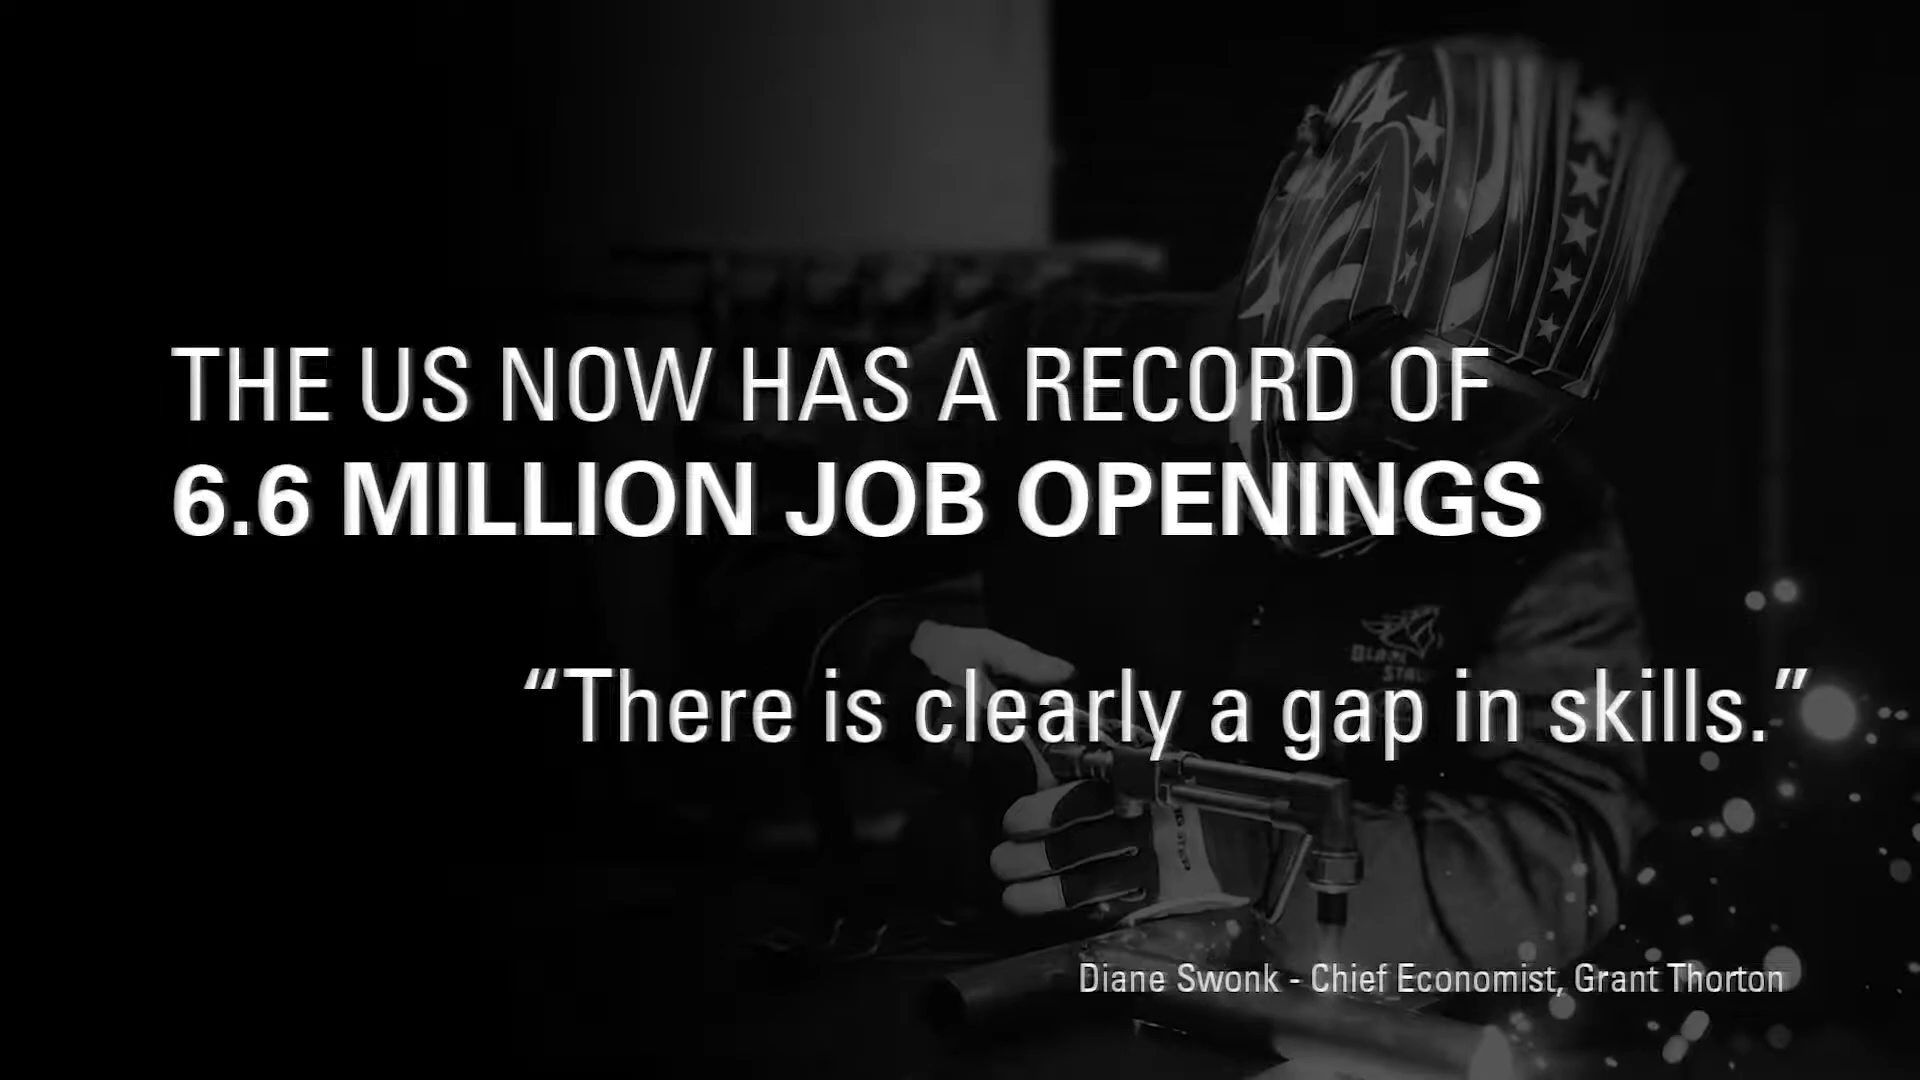 THE US NOW HAS A RECORD OF
6.6 MILLION JOB OPENINGS
“There is clearly a gap in skills.”
Diane Swonk - Chief Economist, Grant Thorton